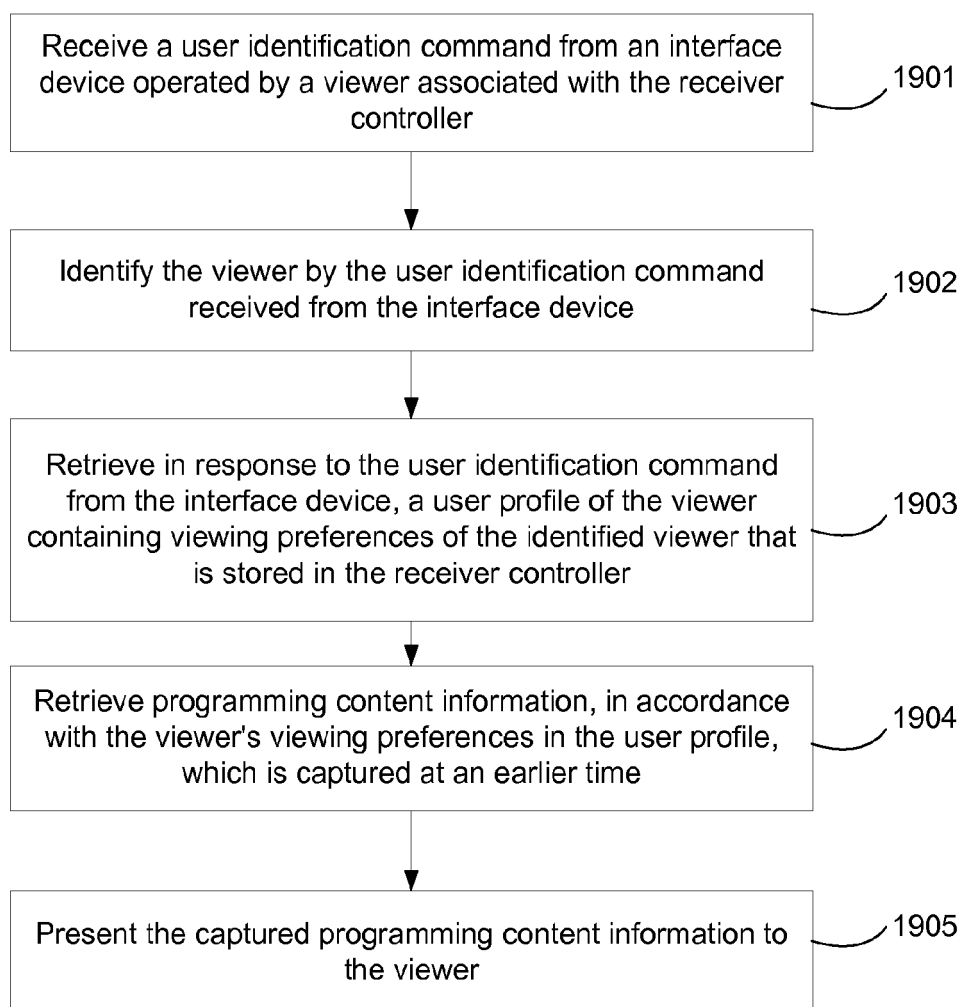 Receive a user identification command from an interface
device operated by a viewer associated with the receiver
controller
1901
Identify the viewer by the user identification command
received from the interface device
1902
Retrieve in response to the user identification command
from the interface device, a user profile of the viewer
containing viewing preferences of the identified viewer that
is stored in the receiver controller
1903
Retrieve programming content information, in accordance
with the viewer's viewing preferences in the user profile,
which is captured at an earlier time
1904
Present the captured programming content information to
the viewer
1905